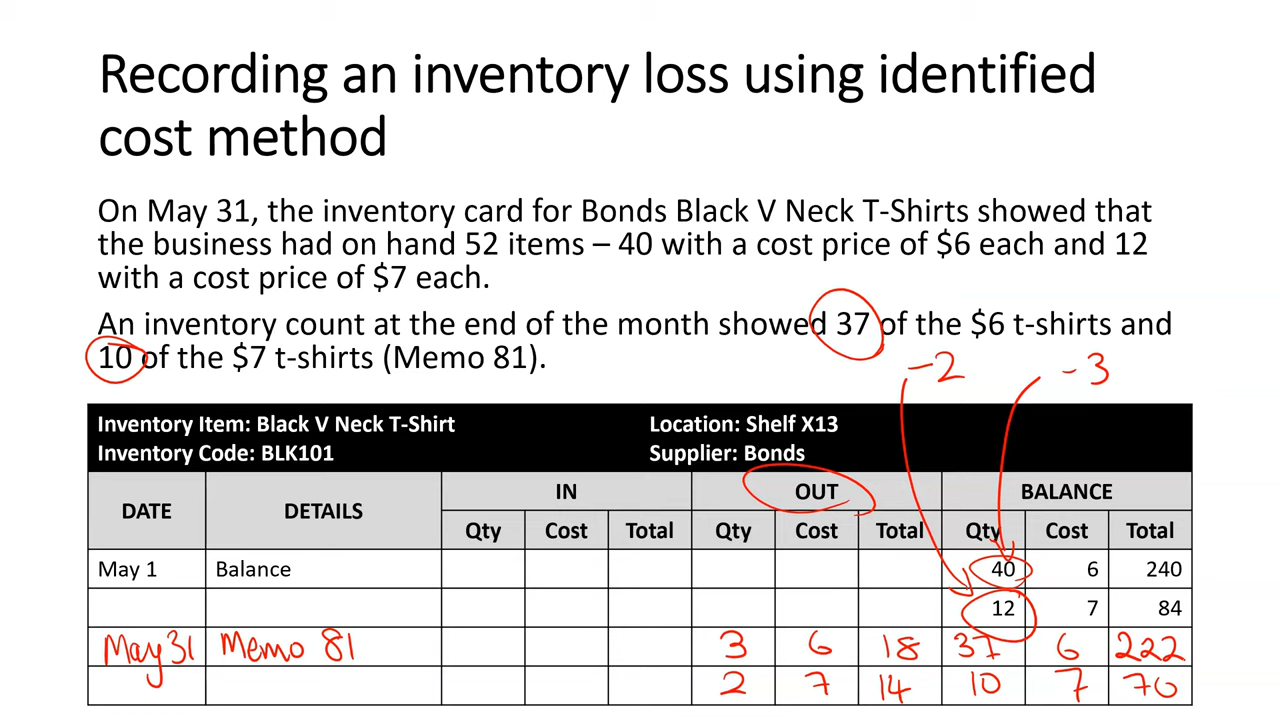 Recording an inventory loss using identified
cost method
On May 31, the inventory card for Bonds Black V Neck T-Shirts showed that
the business had on hand 52 items – 40 with a cost price of $6 each and 12
with a cost price of $7 each.
An inventory count at the end of the month showed 37 of the $6 t-shirts and
10 of the $7 t-shirts (Memo 81).
-2 -3
Inventory Item: Black V Neck T-Shirt Location: Shelf X13
Inventory Code: BLK101 Supplier: Bonds
DATE DETAILS IN OUT BALANCE
Qty Cost Total Qty Cost Total Qty Cost Total
May 1 Balance 40 6 240
12 7 84
May 31 Memo 81 3 6 18 37 6 222
2 7 14 10 7 70